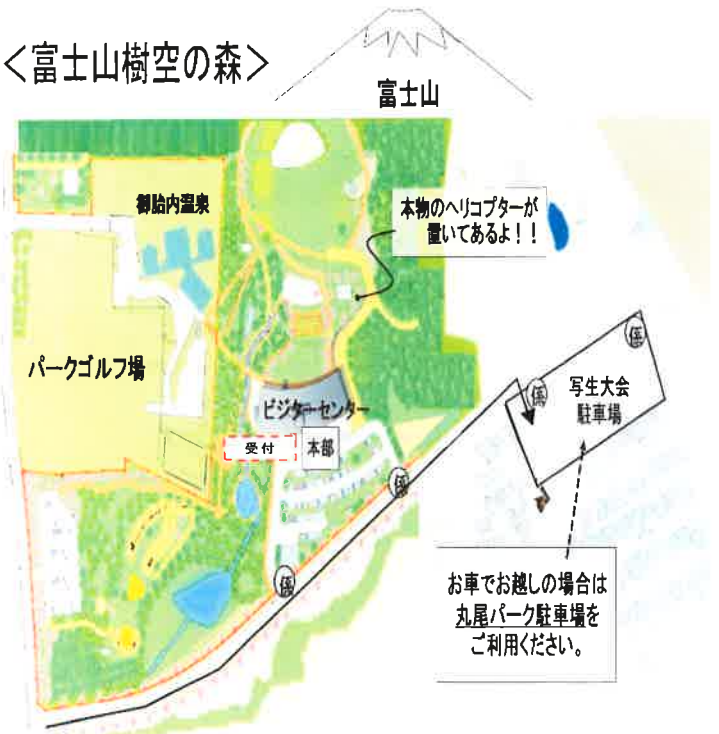 ＜富士山樹空の森＞
富士山
御胎内温泉
本物のヘリコプターが
置いてあるよ！！
パークゴルフ場
ビジターセンター
受付
本部
係
係
係
係
写生大会
駐車場
お車でお越しの場合は
丸尾パーク駐車場を
ご利用ください。